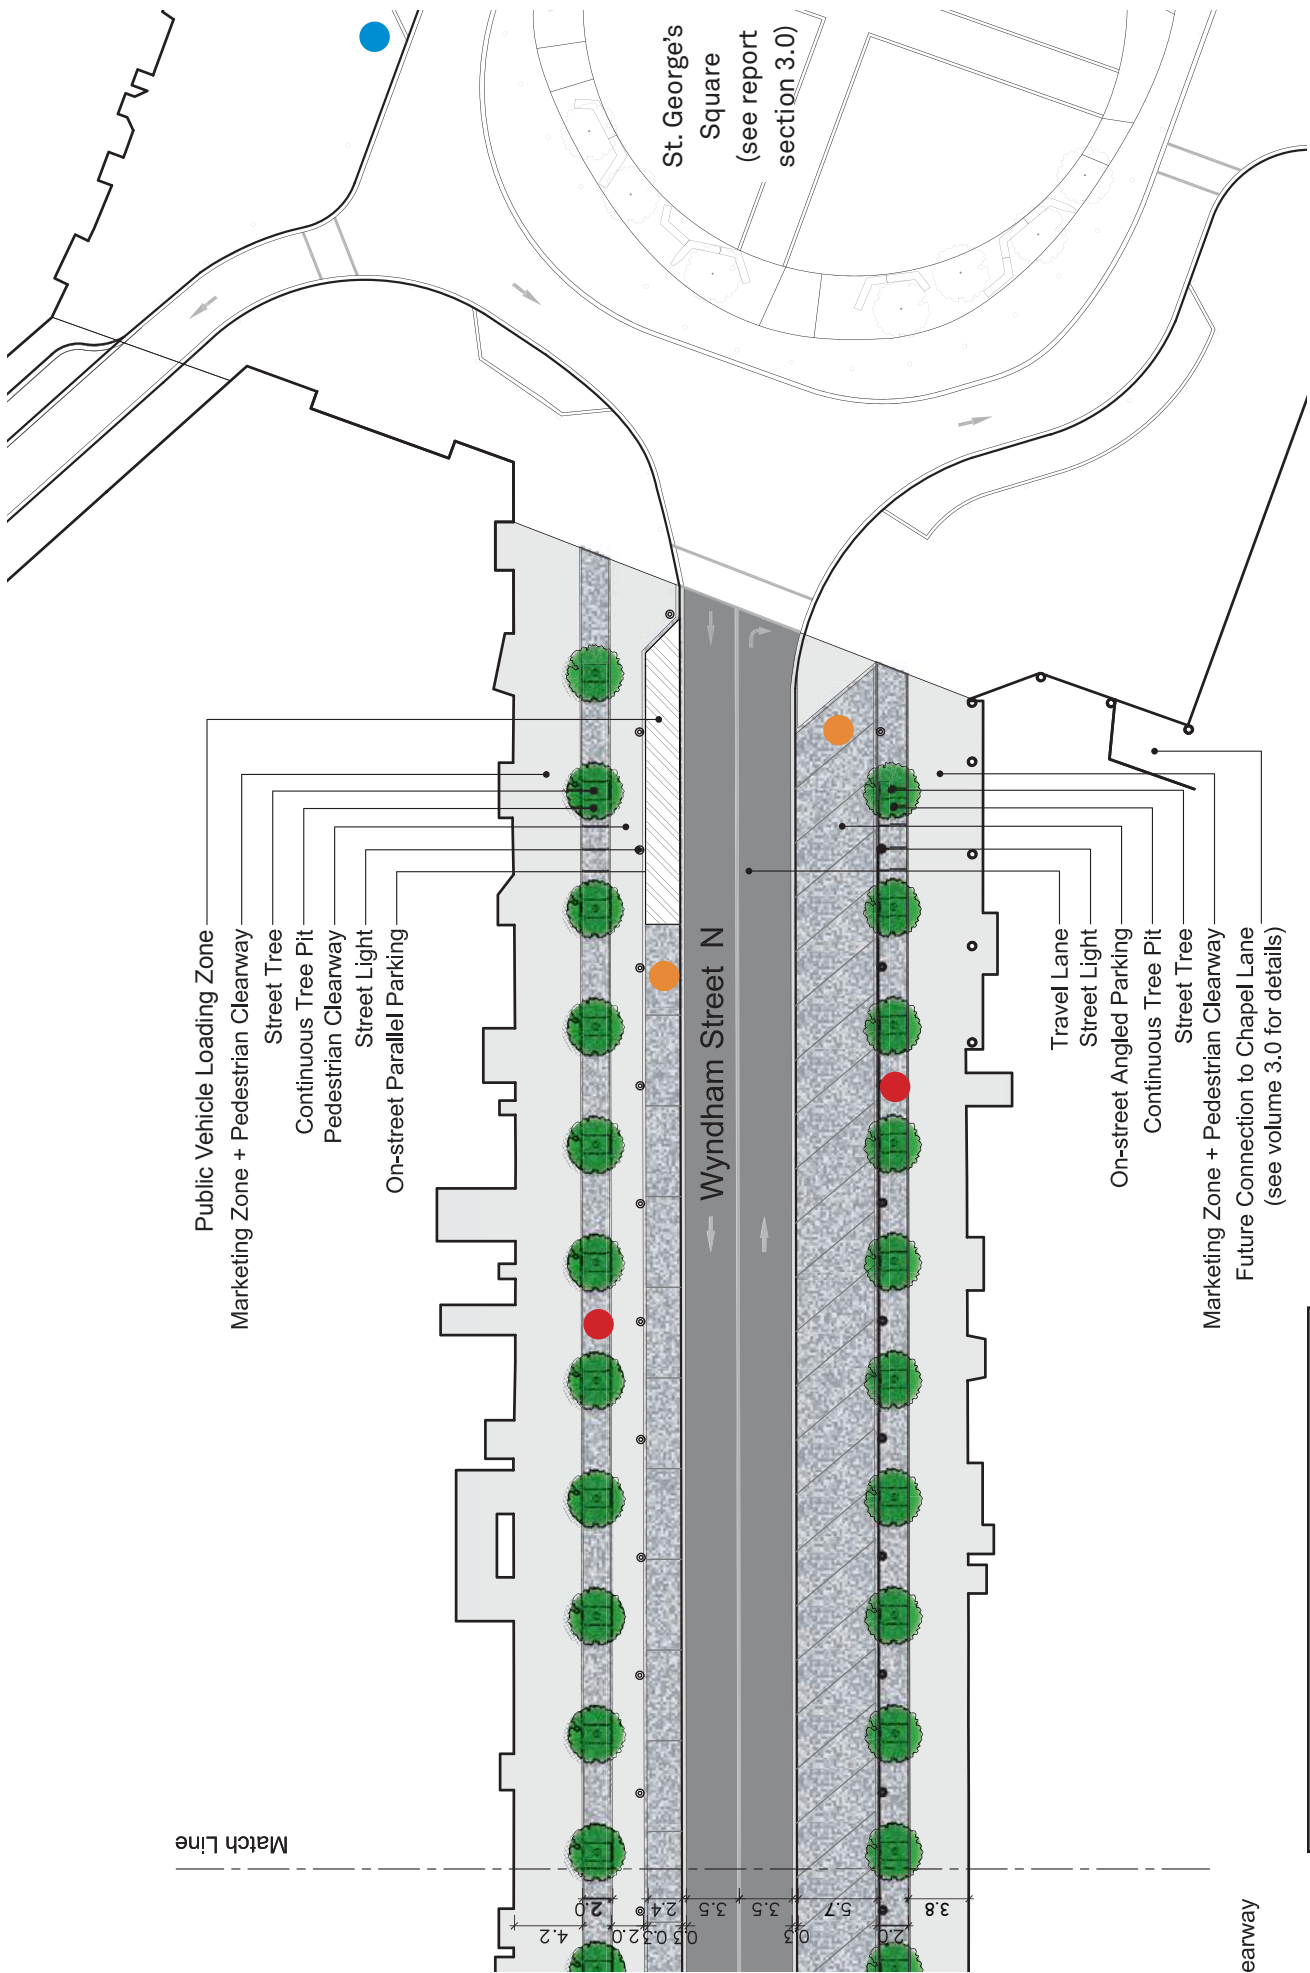 St. George's
Square
(see report
section 3.0)
Public Vehicle Loading Zone
Marketing Zone + Pedestrian Clearway
Street Tree
Continuous Tree Pit
Pedestrian Clearway
Street Light
On-street Parallel Parking
Wyndham Street N
Travel Lane
Street Light
On-street Angled Parking
Continuous Tree Pit
Street Tree
Marketing Zone + Pedestrian Clearway
Future Connection to Chapel Lane
(see volume 3.0 for details)
Match Line
4.2
2.0
2.0
0.3
2.4
0.3
3.5
3.5
0.3
5.7
2.0
3.8
earway